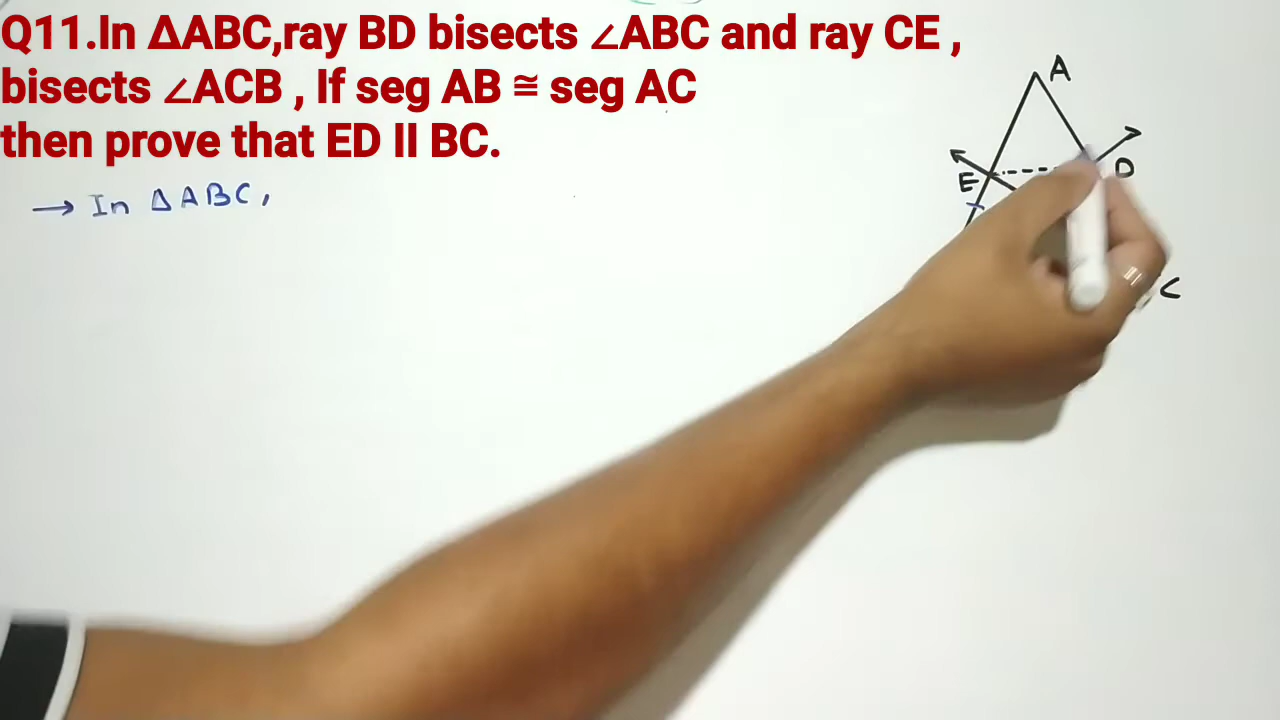 Q11.In ΔABC,ray BD bisects ∠ABC and ray CE ,
bisects ∠ACB , If seg AB ≅ seg AC
then prove that ED ll BC.
→ In ΔABC,
A
E
D
C